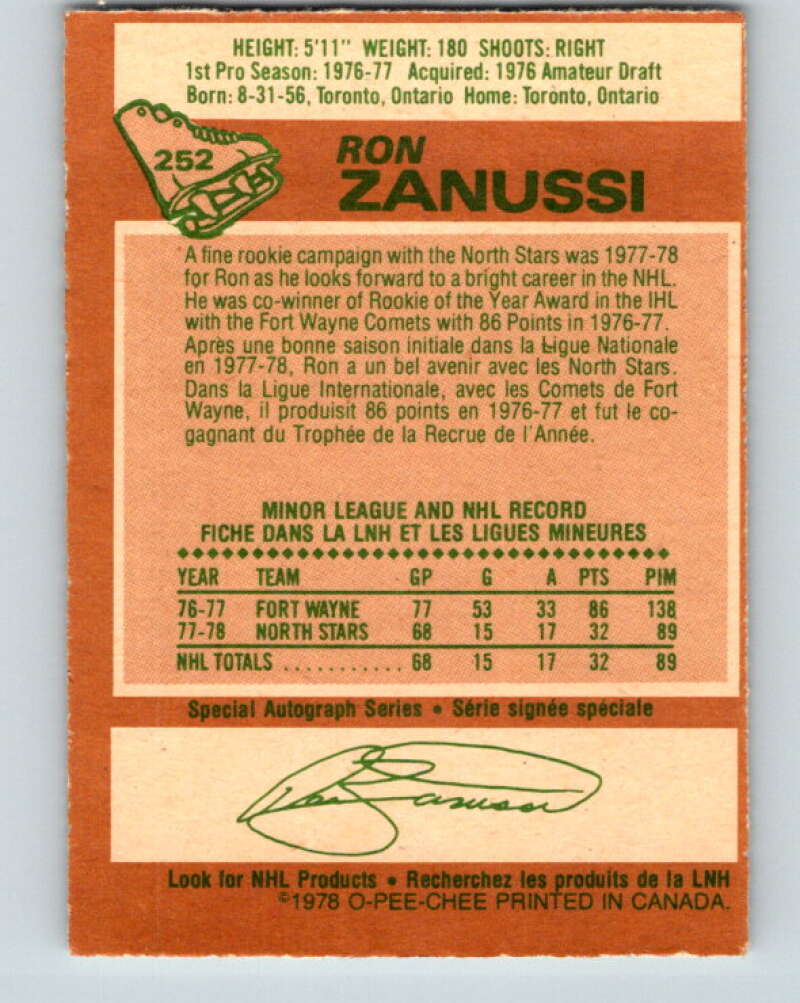 HEIGHT: 5'11" WEIGHT: 180 SHOOTS: RIGHT
1st Pro Season: 1976-77 Acquired: 1976 Amateur Draft
Born: 8-31-56, Toronto, Ontario Home: Toronto, Ontario
252
RON
ZANUSSI
A fine rookie campaign with the North Stars was 1977-78
for Ron as he looks forward to a bright career in the NHL.
He was co-winner of Rookie of the Year Award in the IHL
with the Fort Wayne Comets with 86 Points in 1976-77.
Après une bonne saison initiale dans la Ligue Nationale
en 1977-78, Ron a un bel avenir avec les North Stars.
Dans la Ligue Internationale, avec les Comets de Fort
Wayne, il produisit 86 points en 1976-77 et fut le co-
gagnant du Trophée de la Recrue de l'Année.
MINOR LEAGUE AND NHL RECORD
FICHE DANS LA LNH ET LES LIGUES MINEURES
YEAR TEAM GP G A PTS PIM
76-77 FORT WAYNE 77 53 33 86 138
77-78 NORTH STARS 68 15 17 32 89
NHL TOTALS ........... 68 15 17 32 89
Special Autograph Series • Série signée spéciale
Ron Zanussi
Look for NHL Products • Recherchez les produits de la LNH
©1978 O-PEE-CHEE PRINTED IN CANADA.